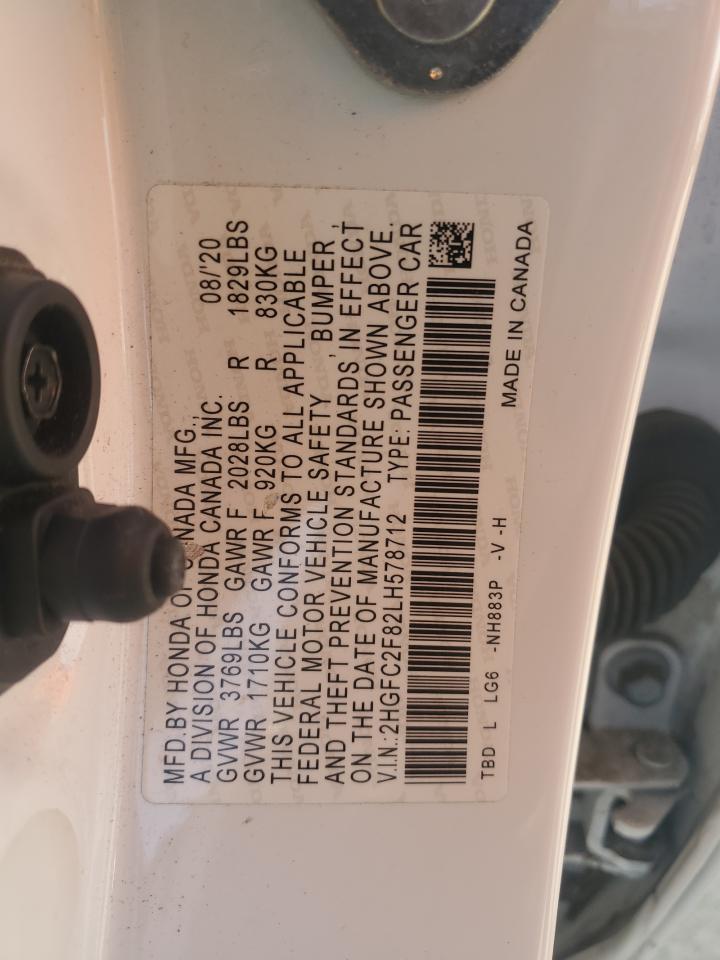 MFD.BY HONDA OF CANADA MFG., 08/'20
A DIVISION OF HONDA CANADA INC.
GVWR 3769LBS GAWR F 2028LBS R 1829LBS
GVWR 1710KG GAWR F 920KG R 830KG
THIS VEHICLE CONFORMS TO ALL APPLICABLE
FEDERAL MOTOR VEHICLE SAFETY, BUMPER,
AND THEFT PREVENTION STANDARDS IN EFFECT
ON THE DATE OF MANUFACTURE SHOWN ABOVE.
V.I.N.:2HGFC2F82LH578712 TYPE: PASSENGER CAR
TBD L LG6 -NH883P -V -H MADE IN CANADA